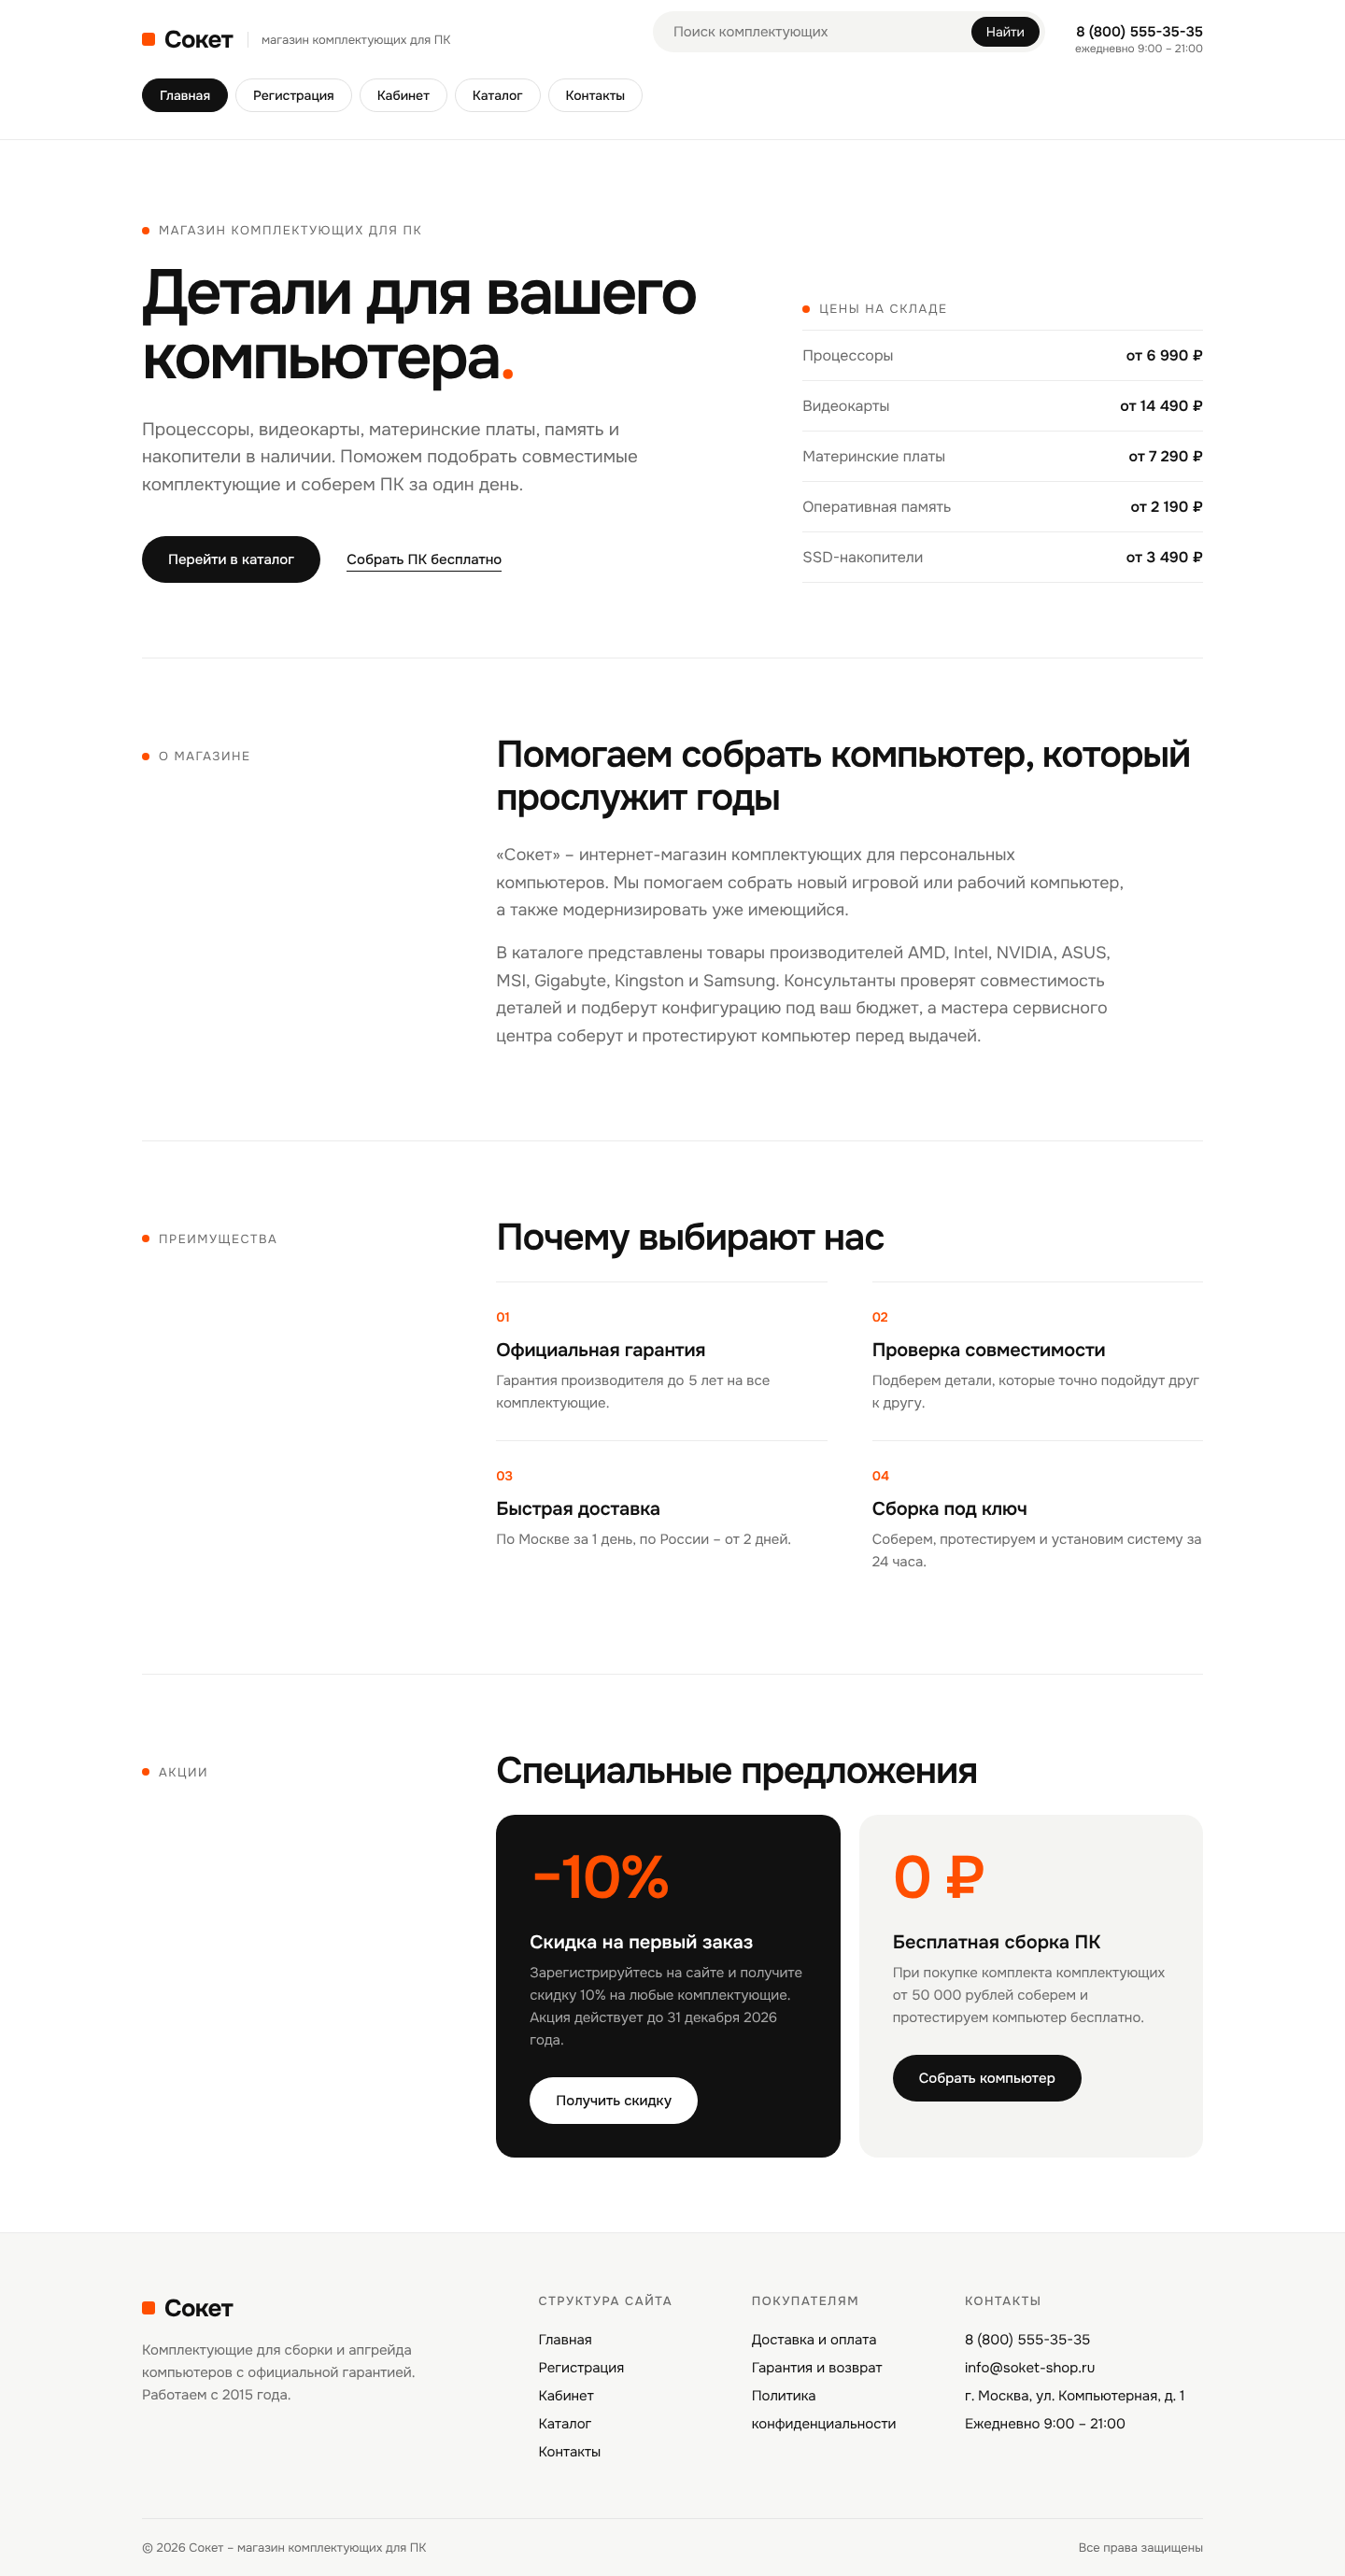 Сокет
магазин комплектующих для ПК
Поиск комплектующих
Найти
8 (800) 555-35-35
ежедневно 9:00 – 21:00
Главная
Регистрация
Кабинет
Каталог
Контакты
МАГАЗИН КОМПЛЕКТУЮЩИХ ДЛЯ ПК
Детали для вашего
компьютера.
Процессоры, видеокарты, материнские платы, память и
накопители в наличии. Поможем подобрать совместимые
комплектующие и соберем ПК за один день.
Перейти в каталог
Собрать ПК бесплатно
ЦЕНЫ НА СКЛАДЕ
Процессоры от 6 990 ₽
Видеокарты от 14 490 ₽
Материнские платы от 7 290 ₽
Оперативная память от 2 190 ₽
SSD-накопители от 3 490 ₽
О МАГАЗИНЕ
Помогаем собрать компьютер, который
прослужит годы
«Сокет» – интернет-магазин комплектующих для персональных
компьютеров. Мы помогаем собрать новый игровой или рабочий компьютер,
а также модернизировать уже имеющийся.
В каталоге представлены товары производителей AMD, Intel, NVIDIA, ASUS,
MSI, Gigabyte, Kingston и Samsung. Консультанты проверят совместимость
деталей и подберут конфигурацию под ваш бюджет, а мастера сервисного
центра соберут и протестируют компьютер перед выдачей.
ПРЕИМУЩЕСТВА
Почему выбирают нас
01
Официальная гарантия
Гарантия производителя до 5 лет на все
комплектующие.
02
Проверка совместимости
Подберем детали, которые точно подойдут друг
к другу.
03
Быстрая доставка
По Москве за 1 день, по России – от 2 дней.
04
Сборка под ключ
Соберем, протестируем и установим систему за
24 часа.
АКЦИИ
Специальные предложения
−10%
Скидка на первый заказ
Зарегистрируйтесь на сайте и получите
скидку 10% на любые комплектующие.
Акция действует до 31 декабря 2026
года.
Получить скидку
0 ₽
Бесплатная сборка ПК
При покупке комплекта комплектующих
от 50 000 рублей соберем и
протестируем компьютер бесплатно.
Собрать компьютер
Сокет
Комплектующие для сборки и апгрейда
компьютеров с официальной гарантией.
Работаем с 2015 года.
СТРУКТУРА САЙТА
Главная
Регистрация
Кабинет
Каталог
Контакты
ПОКУПАТЕЛЯМ
Доставка и оплата
Гарантия и возврат
Политика
конфиденциальности
КОНТАКТЫ
8 (800) 555-35-35
info@soket-shop.ru
г. Москва, ул. Компьютерная, д. 1
Ежедневно 9:00 – 21:00
© 2026 Сокет – магазин комплектующих для ПК
Все права защищены